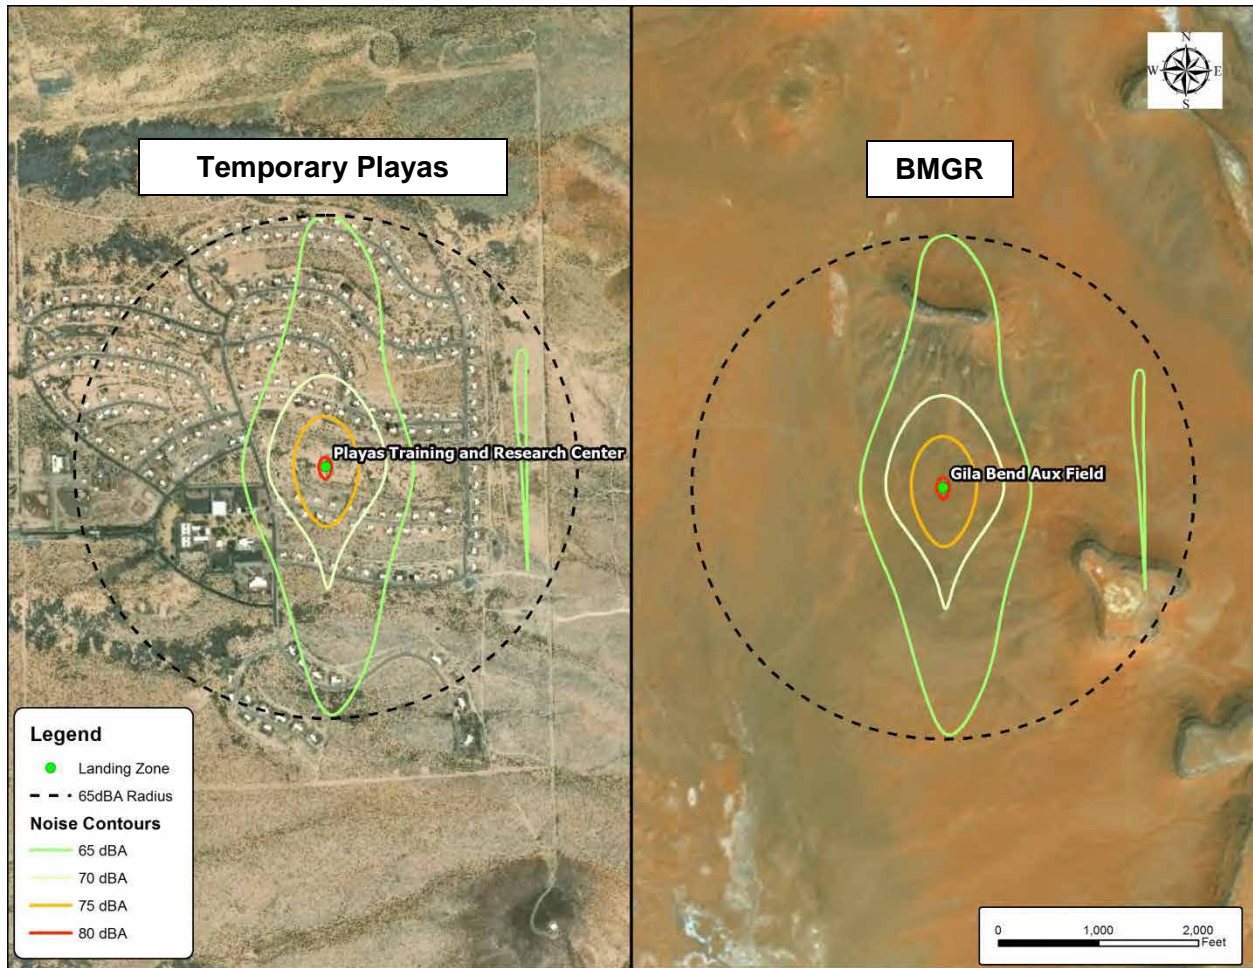 N
W E
S
Temporary Playas
BMGR
Playas Training and Research Center
Gila Bend Aux Field
Legend
Landing Zone
65dBA Radius
Noise Contours
65 dBA
70 dBA
75 dBA
80 dBA
0 1,000 2,000
Feet